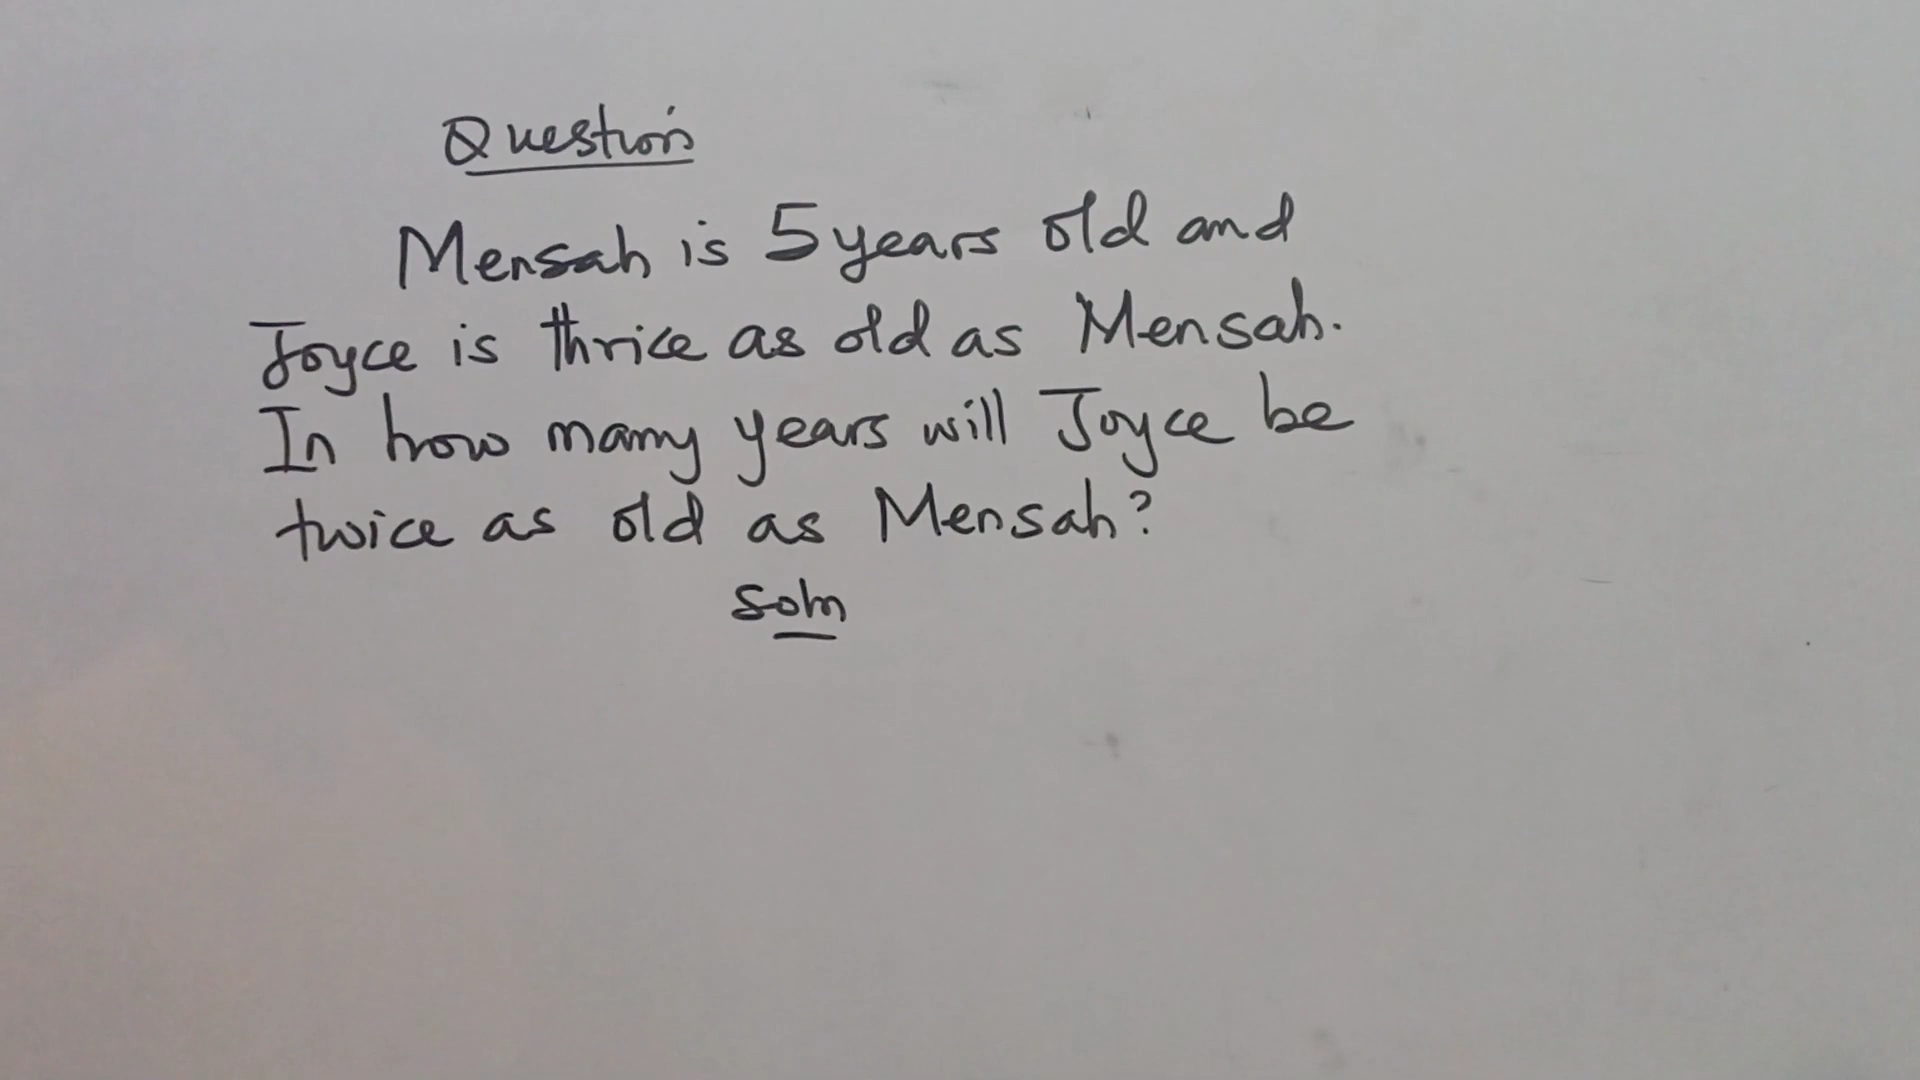 Question
Mensah is 5 years old and
Joyce is thrice as old as Mensah.
In how many years will Joyce be
twice as old as Mensah?
soln